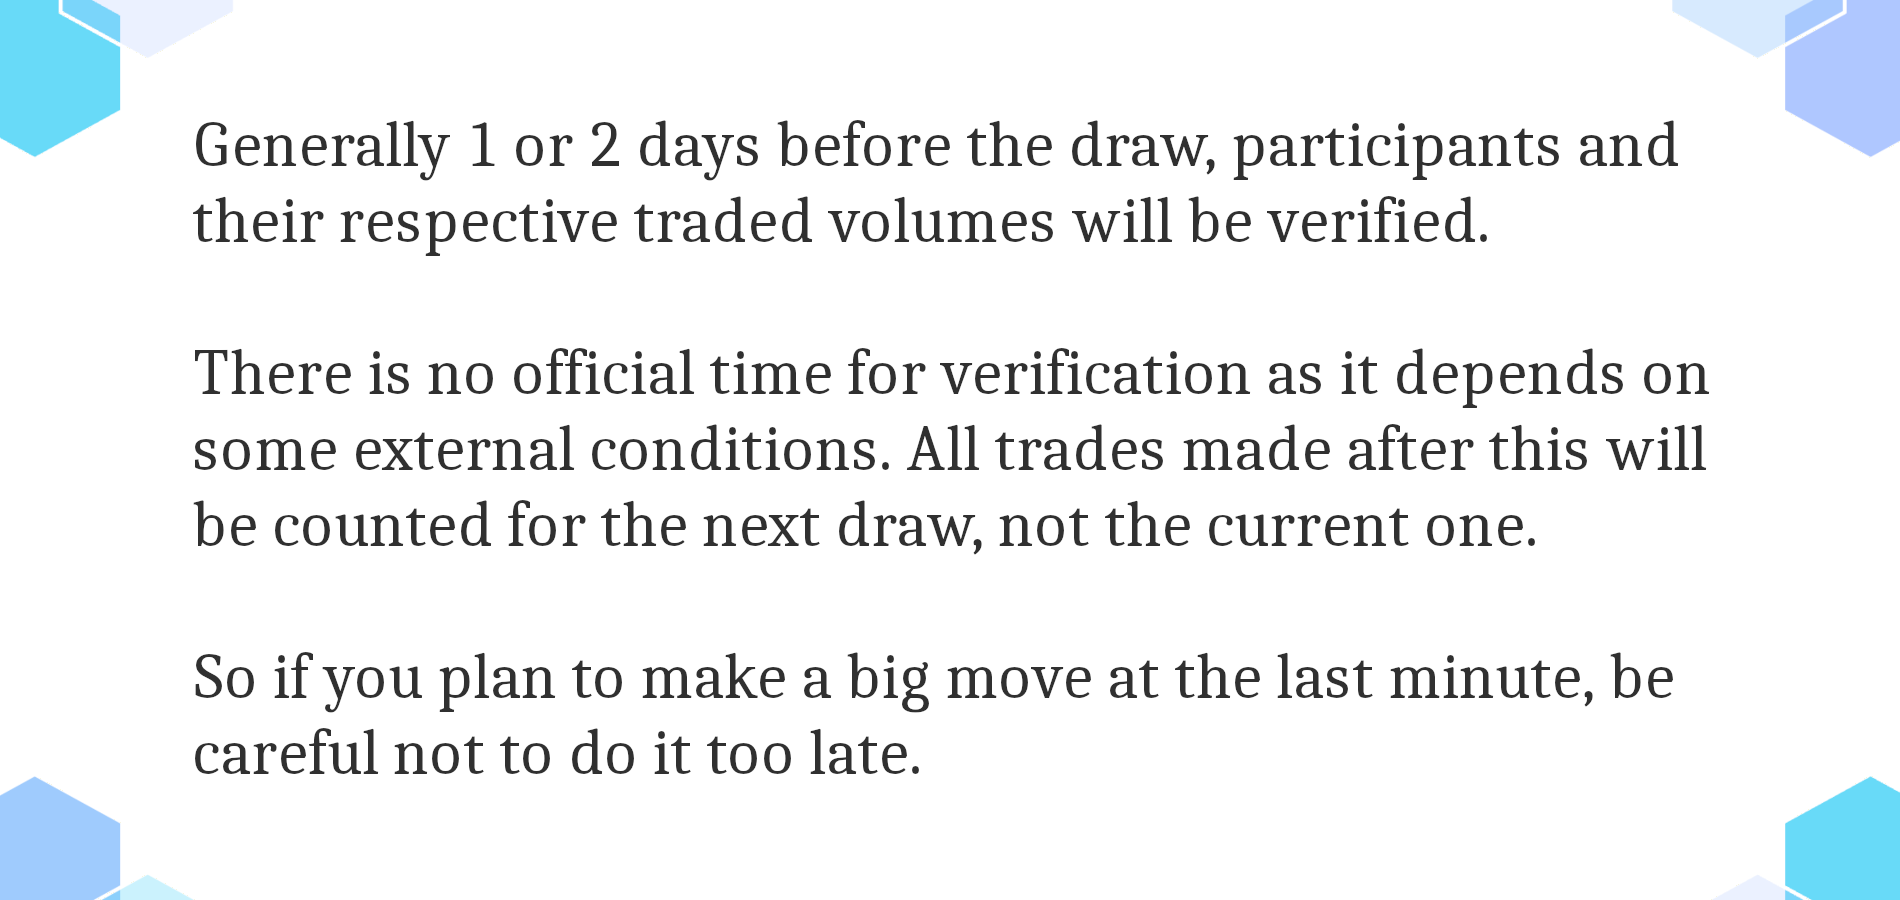 Generally 1 or 2 days before the draw, participants and
their respective traded volumes will be verified.
There is no official time for verification as it depends on
some external conditions. All trades made after this will
be counted for the next draw, not the current one.
So if you plan to make a big move at the last minute, be
careful not to do it too late.